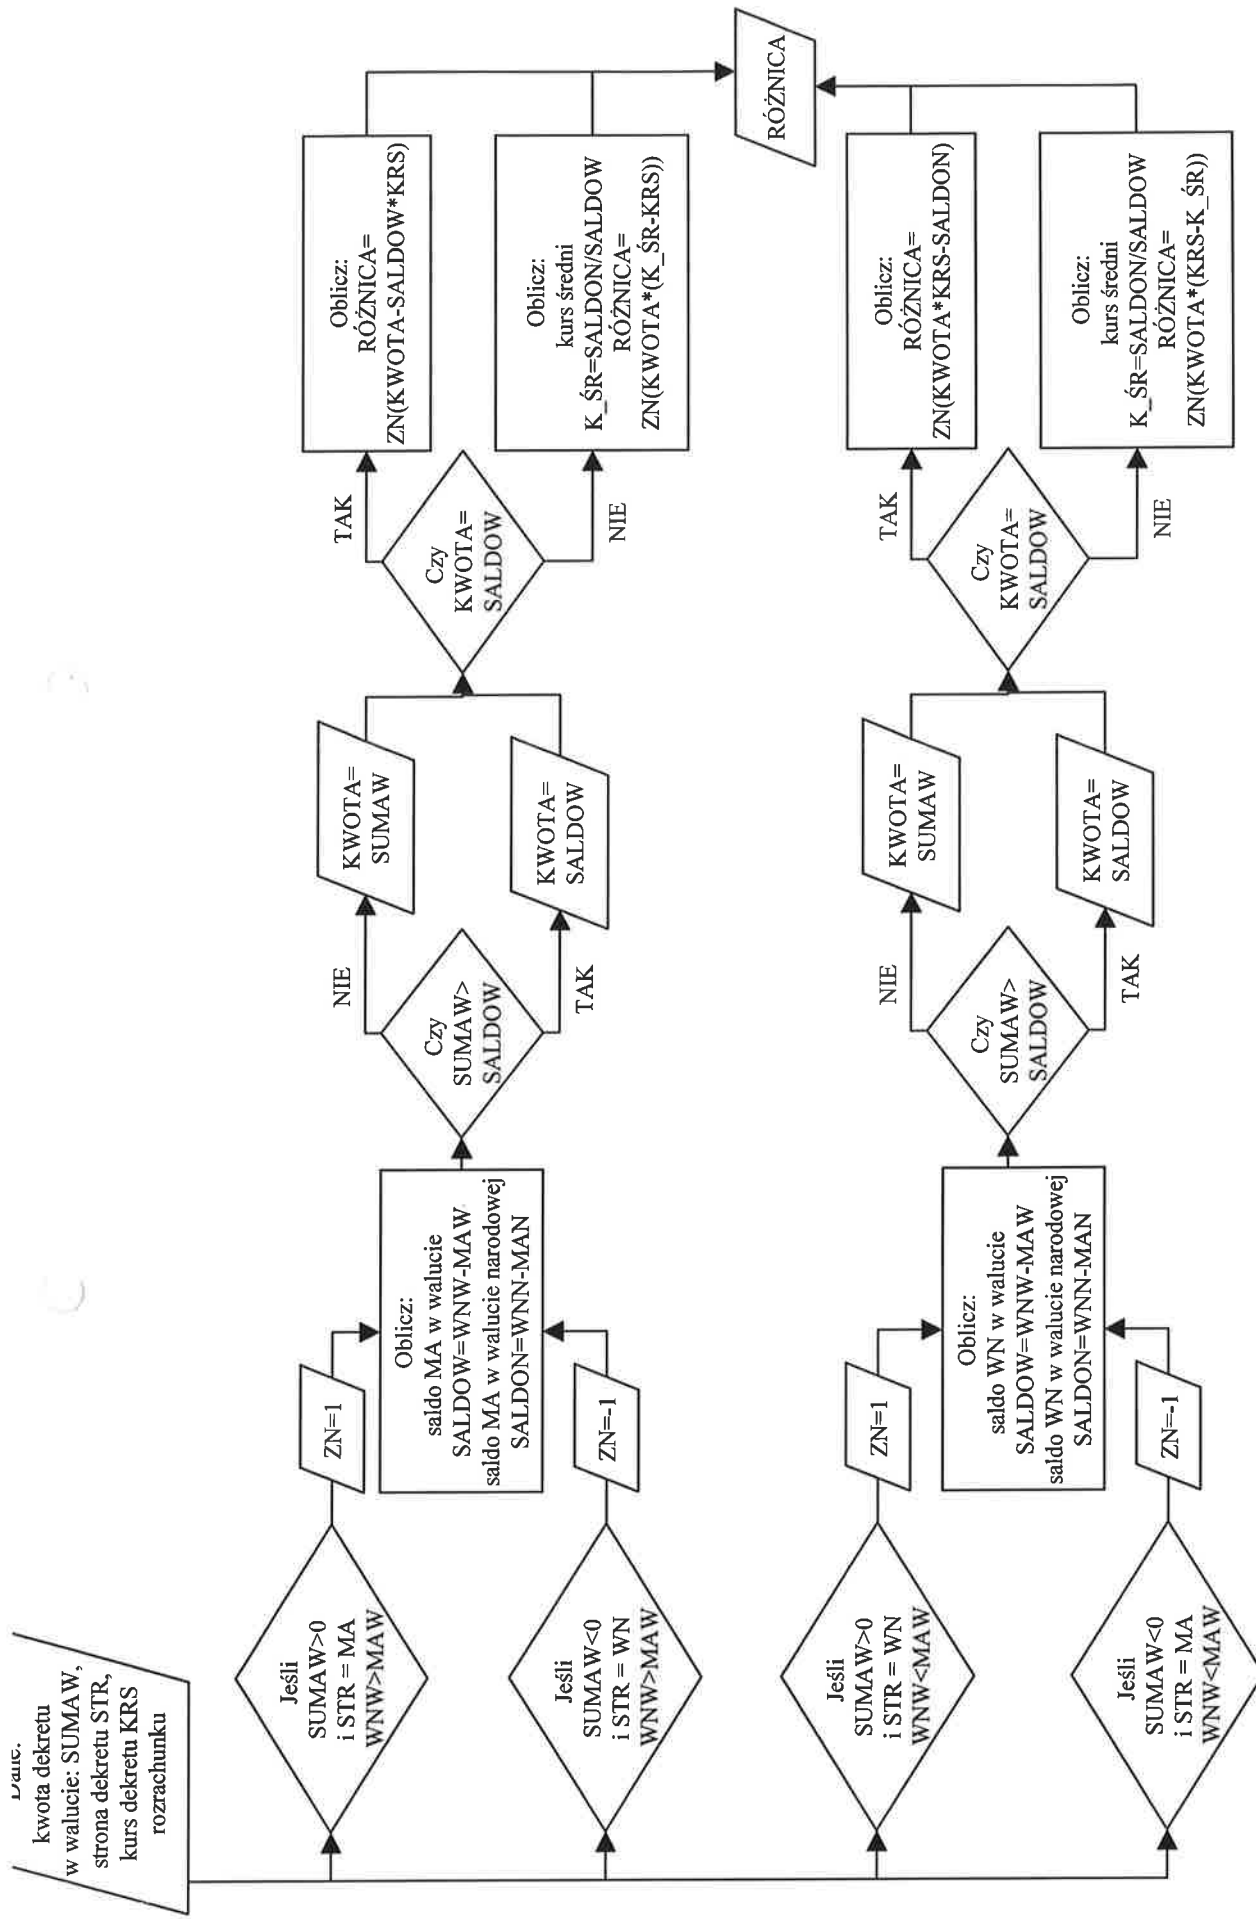 Dane:
kwota dekretu
w walucie: SUMAW,
strona dekretu STR,
kurs dekretu KRS
rozrachunku
Jeśli
SUMAW>0
i STR = MA
WNW>MAW
ZN=1
Jeśli
SUMAW<0
i STR = WN
WNW>MAW
ZN=-1
Oblicz:
saldo MA w walucie
SALDOW=WNW-MAW
saldo MA w walucie narodowej
SALDON=WNN-MAN
Czy
SUMAW>
SALDOW
NIE
TAK
KWOTA=
SUMAW
KWOTA=
SALDOW
Czy
KWOTA=
SALDOW
TAK
NIE
Oblicz:
RÓŻNICA=
ZN(KWOTA-SALDOW*KRS)
Oblicz:
kurs średni
K_ŚR=SALDON/SALDOW
RÓŻNICA=
ZN(KWOTA*(K_ŚR-KRS))
RÓŻNICA
Jeśli
SUMAW>0
i STR = WN
WNW<MAW
ZN=1
Jeśli
SUMAW<0
i STR = MA
WNW<MAW
ZN=-1
Oblicz:
saldo WN w walucie
SALDOW=WNW-MAW
saldo WN w walucie narodowej
SALDON=WNN-MAN
Czy
SUMAW>
SALDOW
NIE
TAK
KWOTA=
SUMAW
KWOTA=
SALDOW
Czy
KWOTA=
SALDOW
TAK
NIE
Oblicz:
RÓŻNICA=
ZN(KWOTA*KRS-SALDON)
Oblicz:
kurs średni
K_ŚR=SALDON/SALDOW
RÓŻNICA=
ZN(KWOTA*(KRS-K_ŚR))